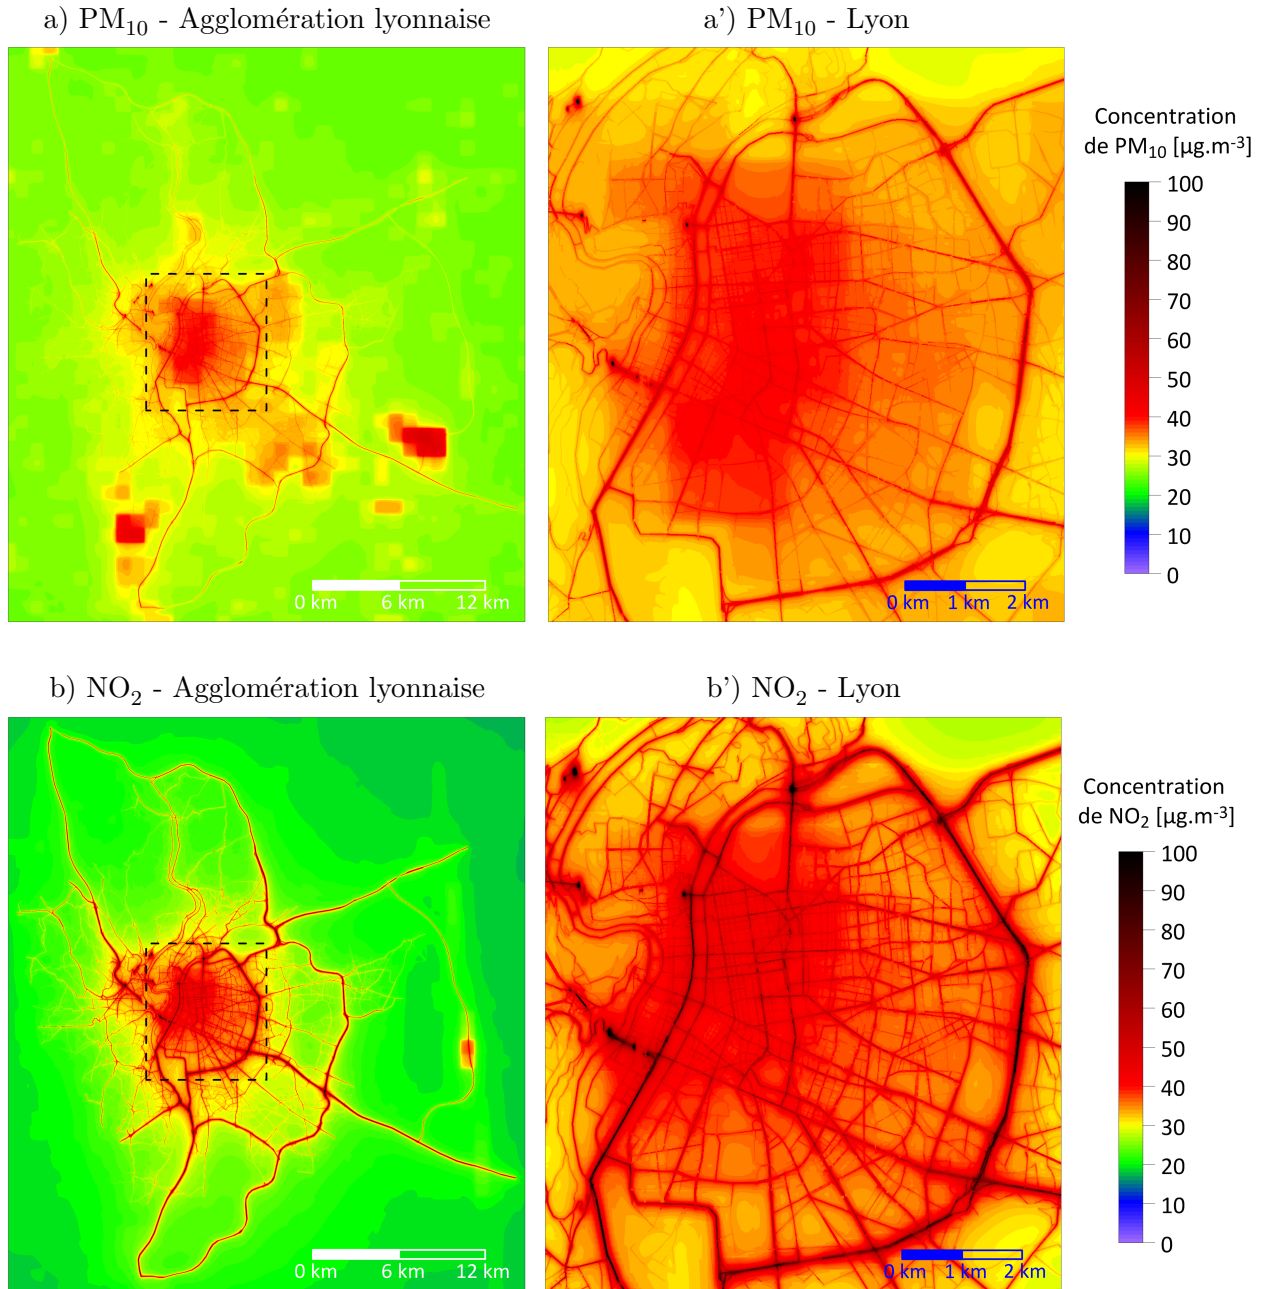 a) PM₁₀ - Agglomération lyonnaise
a') PM₁₀ - Lyon
Concentration
de PM₁₀ [µg.m⁻³]
100
90
80
70
60
50
40
30
20
10
0
0 km 6 km 12 km
0 km 1 km 2 km
b) NO₂ - Agglomération lyonnaise
b') NO₂ - Lyon
Concentration
de NO₂ [µg.m⁻³]
100
90
80
70
60
50
40
30
20
10
0
0 km 6 km 12 km
0 km 1 km 2 km